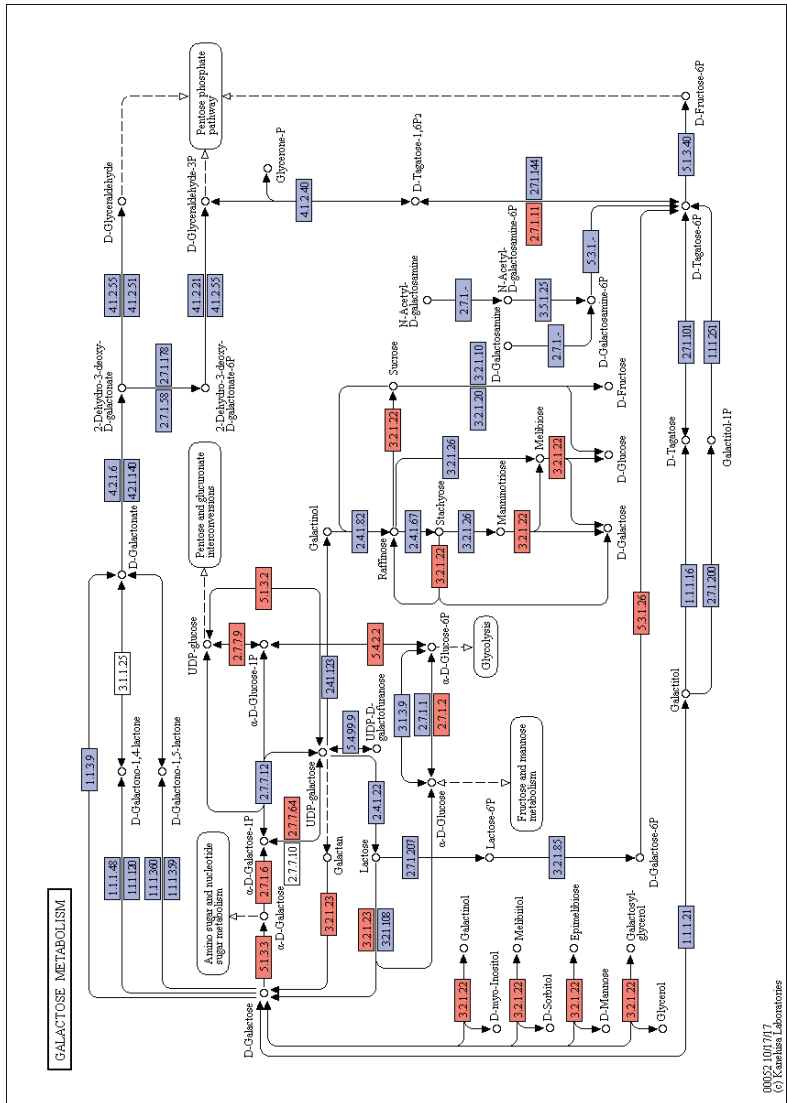 GALACTOSE METABOLISM
1.1.3.9
D-Glyceraldehyde
1.1.1.48
1.1.1.120
D-Galactono-1,4-lactone
3.1.1.25
D-Galactonate
4.2.1.6
4.2.1.140
2-Dehydro-3-deoxy-
D-galactonate
4.1.2.55
4.1.2.51
1.1.1.360
1.1.1.359
D-Galactono-1,5-lactone
2.7.1.58
2.7.1.178
Pentose phosphate
pathway
Amino sugar and nucleotide
sugar metabolism
UDP-glucose
Pentose and glucuronate
interconversions
2-Dehydro-3-deoxy-
D-galactonate-6P
4.1.2.21
4.1.2.55
D-Glyceraldehyde-3P
2.7.7.9
5.1.3.2
D-Galactose
5.1.3.3
α-D-Galactose
2.7.1.6
α-D-Galactose-1P
2.7.7.12
α-D-Glucose-1P
Glycerone-P
2.7.7.10
2.7.7.64
4.1.2.40
UDP-galactose
3.2.1.23
Galactan
2.4.1.123
Galactinol
5.4.99.9
UDP-D-
galactofuranose
5.4.2.2
2.4.1.82
3.2.1.23
3.2.1.108
Lactose
2.4.1.22
Raffinose
3.2.1.22
Sucrose
2.7.1.207
3.1.3.9
2.4.1.67
N-Acetyl-
D-galactosamine
D-Tagatose-1,6P2
α-D-Glucose
2.7.1.1
2.7.1.2
α-D-Glucose-6P
3.2.1.22
Stachyose
3.2.1.26
2.7.1.-
3.2.1.22
D-myo-Inositol
Galactinol
Lactose-6'P
Fructose and mannose
metabolism
Glycolysis
3.2.1.26
3.2.1.20
3.2.1.10
Manninotriose
D-Galactosamine
N-Acetyl-
D-galactosamine-6P
3.2.1.22
D-Sorbitol
Melibiitol
3.2.1.85
3.2.1.22
Melibiose
3.5.1.25
2.7.1.11
2.7.1.144
3.2.1.22
2.7.1.-
3.2.1.22
D-Mannose
Epimelibiose
5.3.1.-
D-Galactosamine-6P
D-Galactose
D-Glucose
D-Fructose
3.2.1.22
Glycerol
Galactosyl-
glycerol
D-Galactose-6P
5.3.1.26
1.1.1.21
Galactitol
1.1.1.16
D-Tagatose
2.7.1.101
D-Tagatose-6P
5.1.3.40
D-Fructose-6P
2.7.1.200
Galactitol-1P
1.1.1.251
00052 10/17/17
(c) Kanehisa Laboratories